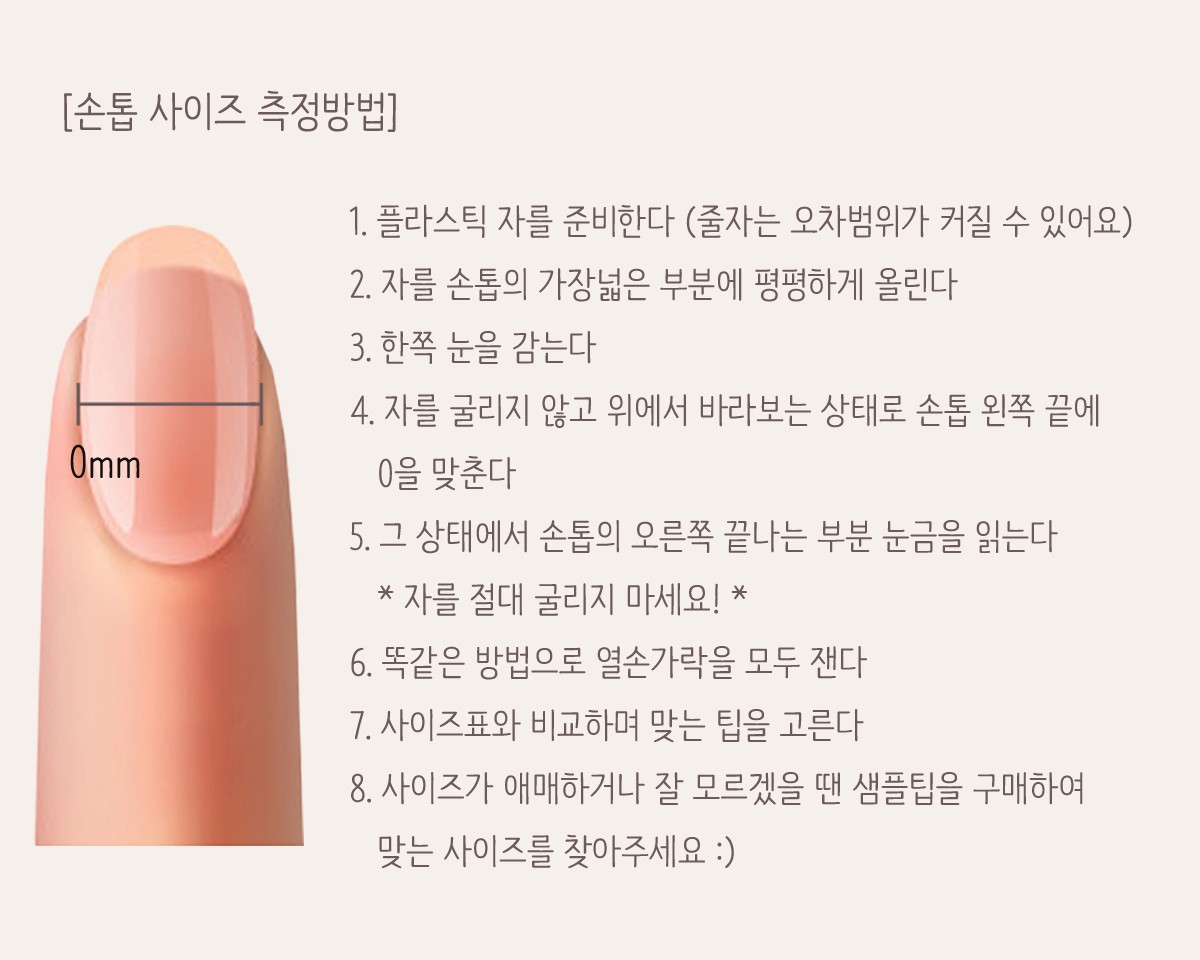 [손톱 사이즈 측정방법]
1. 플라스틱 자를 준비한다 (줄자는 오차범위가 커질 수 있어요)
2. 자를 손톱의 가장넓은 부분에 평평하게 올린다
3. 한쪽 눈을 감는다
4. 자를 굴리지 않고 위에서 바라보는 상태로 손톱 왼쪽 끝에
0을 맞춘다
0mm
5. 그 상태에서 손톱의 오른쪽 끝나는 부분 눈금을 읽는다
* 자를 절대 굴리지 마세요! *
6. 똑같은 방법으로 열손가락을 모두 잰다
7. 사이즈표와 비교하며 맞는 팁을 고른다
8. 사이즈가 애매하거나 잘 모르겠을 땐 샘플팁을 구매하여
맞는 사이즈를 찾아주세요 :)